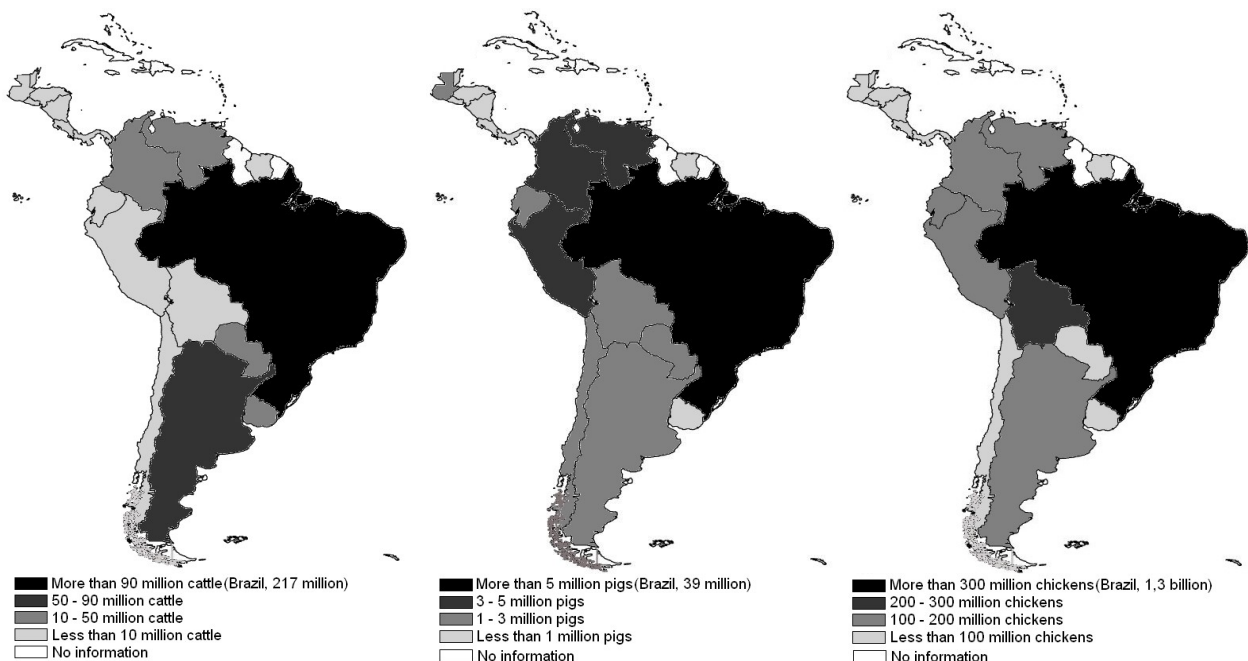 More than 90 million cattle(Brazil, 217 million)
50 - 90 million cattle
10 - 50 million cattle
Less than 10 million cattle
No information
More than 5 million pigs(Brazil, 39 million)
3 - 5 million pigs
1 - 3 million pigs
Less than 1 million pigs
No information
More than 300 million chickens(Brazil, 1,3 billion)
200 - 300 million chickens
100 - 200 million chickens
Less than 100 million chickens
No information